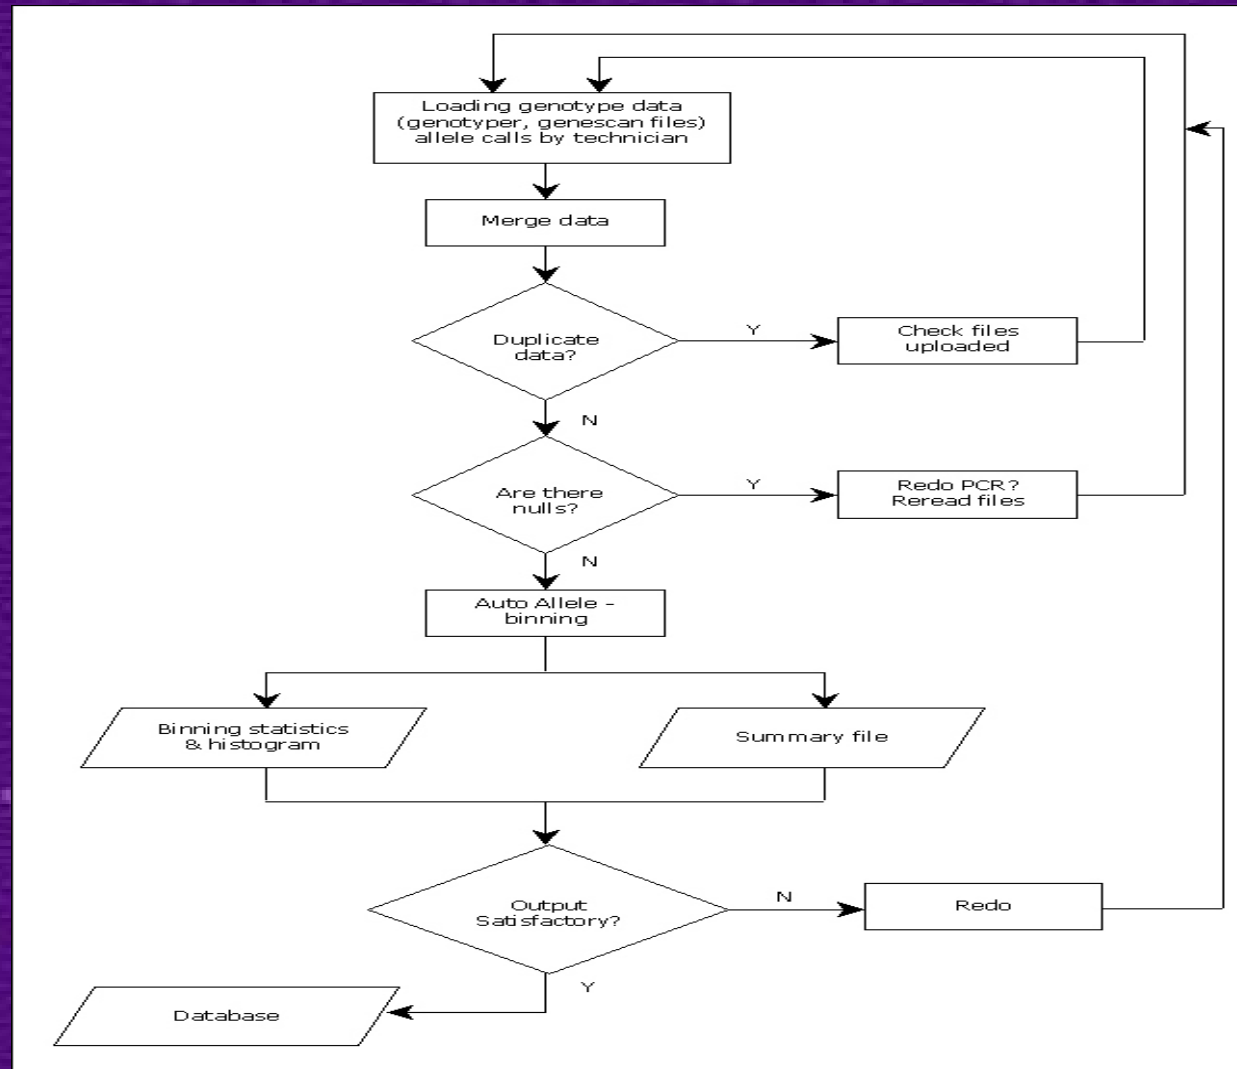 Loading genotype data
(genotyper, genescan files)
allele calls by technician
Merge data
Duplicate
data?
Y
Check files
uploaded
N
Are there
nulls?
Y
Redo PCR?
Reread files
N
Auto Allele -
binning
Binning statistics
& histogram
Summary file
Output
Satisfactory?
N
Redo
Y
Database